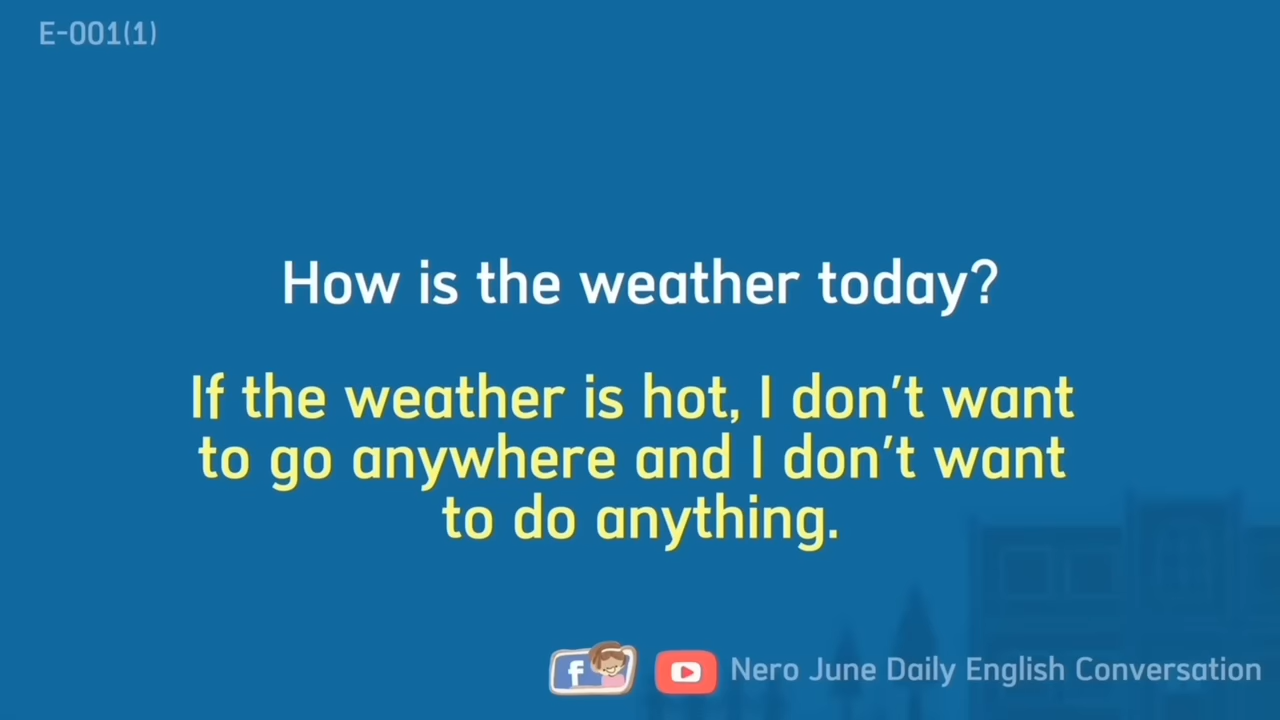 E-001(1)
How is the weather today?
If the weather is hot, I don’t want
to go anywhere and I don’t want
to do anything.
f
Nero June Daily English Conversation